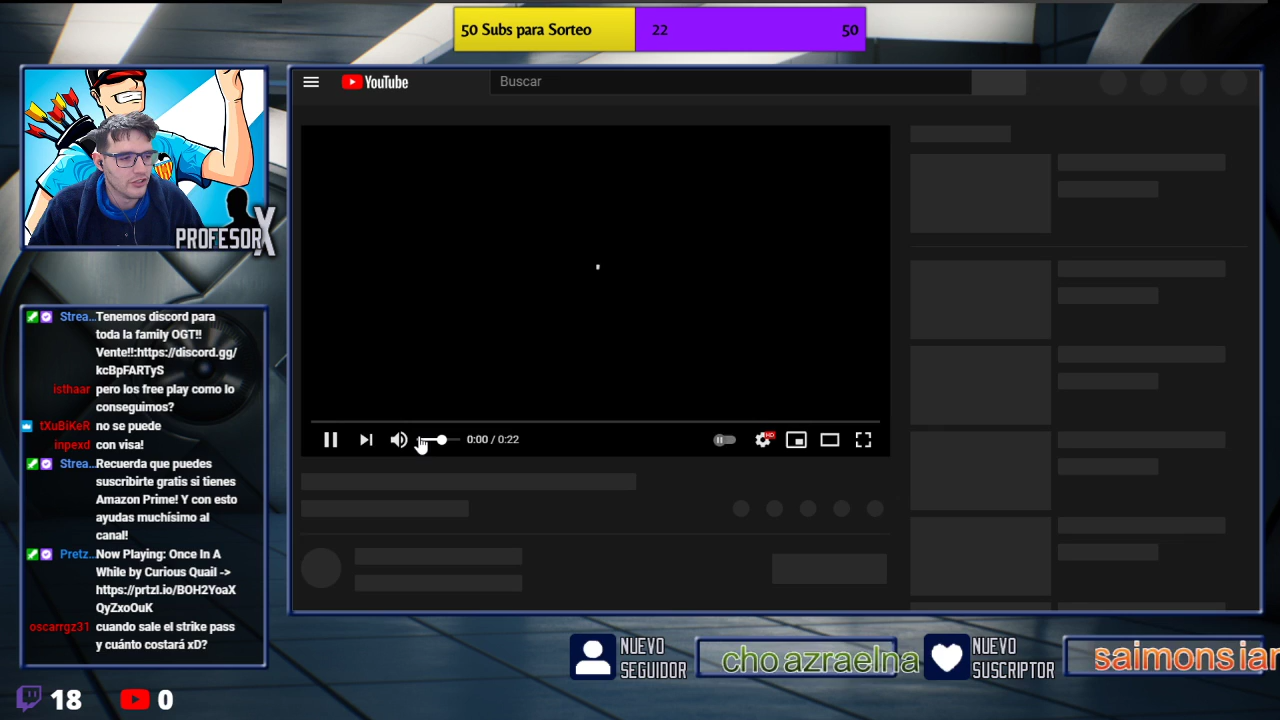 50 Subs para Sorteo 22 50
YouTube
Buscar
PROFESOR X
0:00 / 0:22
HD
Strea...Tenemos discord para
toda la family OGT!!
Vente!!:https://discord.gg/
kcBpFARTyS
isthaar pero los free play como lo
conseguimos?
tXuBiKeR no se puede
inpexd con visa!
Strea...Recuerda que puedes
suscribirte gratis si tienes
Amazon Prime! Y con esto
ayudas muchísimo al
canal!
Pretz...Now Playing: Once In A
While by Curious Quail ->
https://prtzl.io/BOH2YoaX
QyZxoOuK
oscarrgz31 cuando sale el strike pass
y cuánto costará xD?
NUEVO
SEGUIDOR
cho azraelna
NUEVO
SUSCRIPTOR
saimonsian
18 0